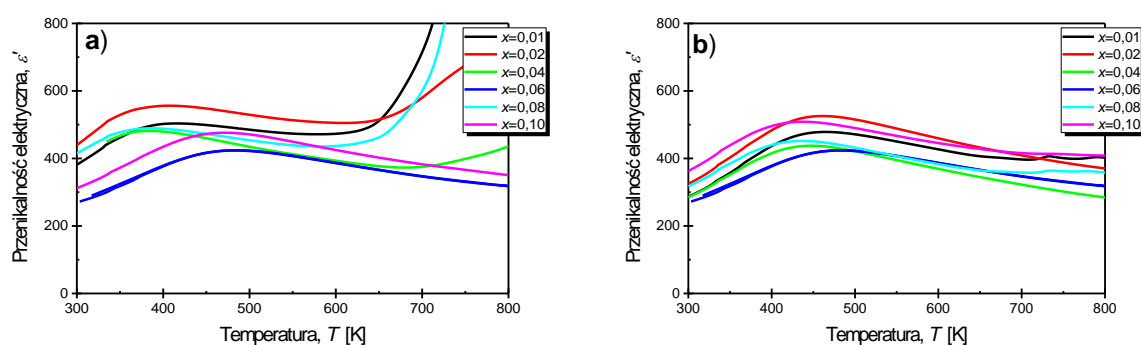 a)
800
600
400
200
0
300 400 500 600 700 800
Przenikalność elektryczna, ε′
Temperatura, T [K]
x=0,01
x=0,02
x=0,04
x=0,06
x=0,08
x=0,10
b)
800
600
400
200
0
300 400 500 600 700 800
Przenikalność elektryczna, ε′
Temperatura, T [K]
x=0,01
x=0,02
x=0,04
x=0,06
x=0,08
x=0,10